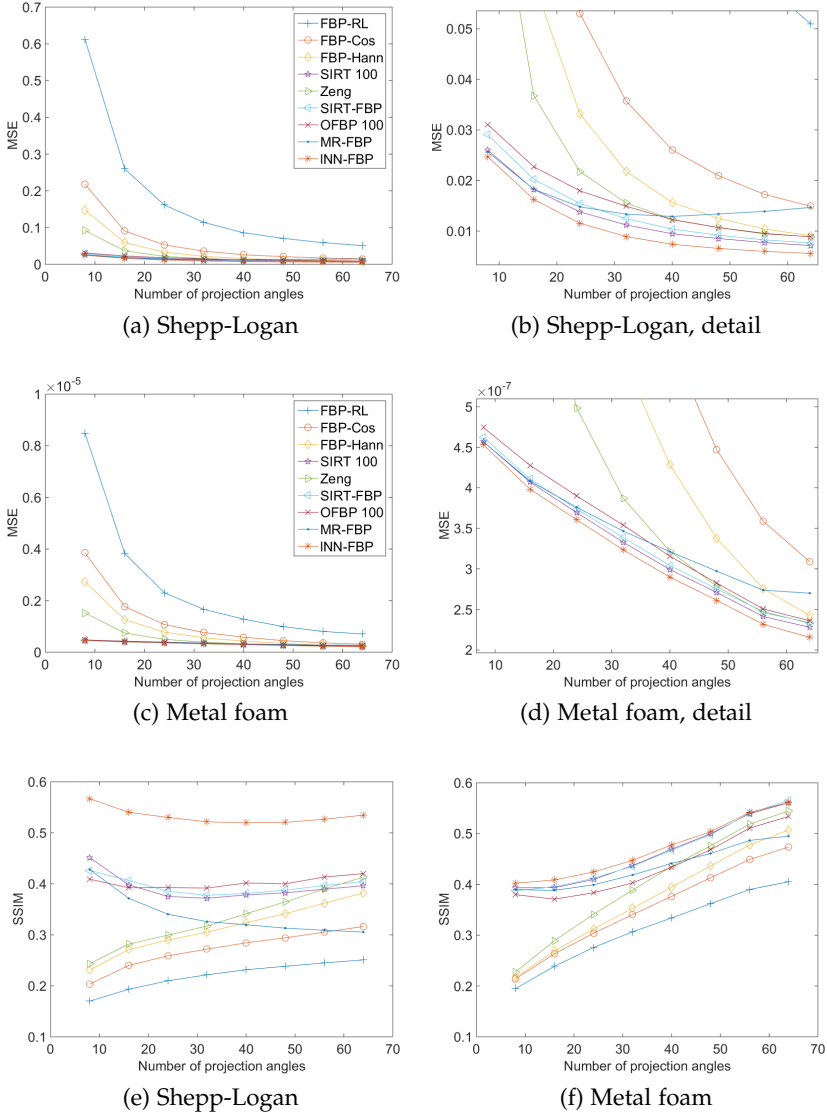 0.7
0.6
0.5
0.4
0.3
0.2
0.1
0
MSE
0 10 20 30 40 50 60 70
Number of projection angles
FBP-RL
FBP-Cos
FBP-Hann
SIRT 100
Zeng
SIRT-FBP
OFBP 100
MR-FBP
INN-FBP
(a) Shepp-Logan
0.05
0.04
0.03
0.02
0.01
MSE
10 20 30 40 50 60
Number of projection angles
(b) Shepp-Logan, detail
×10⁻⁵
1
0.8
0.6
0.4
0.2
0
MSE
0 10 20 30 40 50 60 70
Number of projection angles
FBP-RL
FBP-Cos
FBP-Hann
SIRT 100
Zeng
SIRT-FBP
OFBP 100
MR-FBP
INN-FBP
(c) Metal foam
×10⁻⁷
5
4.5
4
3.5
3
2.5
2
MSE
10 20 30 40 50 60
Number of projection angles
(d) Metal foam, detail
0.6
0.5
0.4
0.3
0.2
0.1
SSIM
0 10 20 30 40 50 60 70
Number of projection angles
(e) Shepp-Logan
0.6
0.5
0.4
0.3
0.2
0.1
SSIM
0 10 20 30 40 50 60 70
Number of projection angles
(f) Metal foam